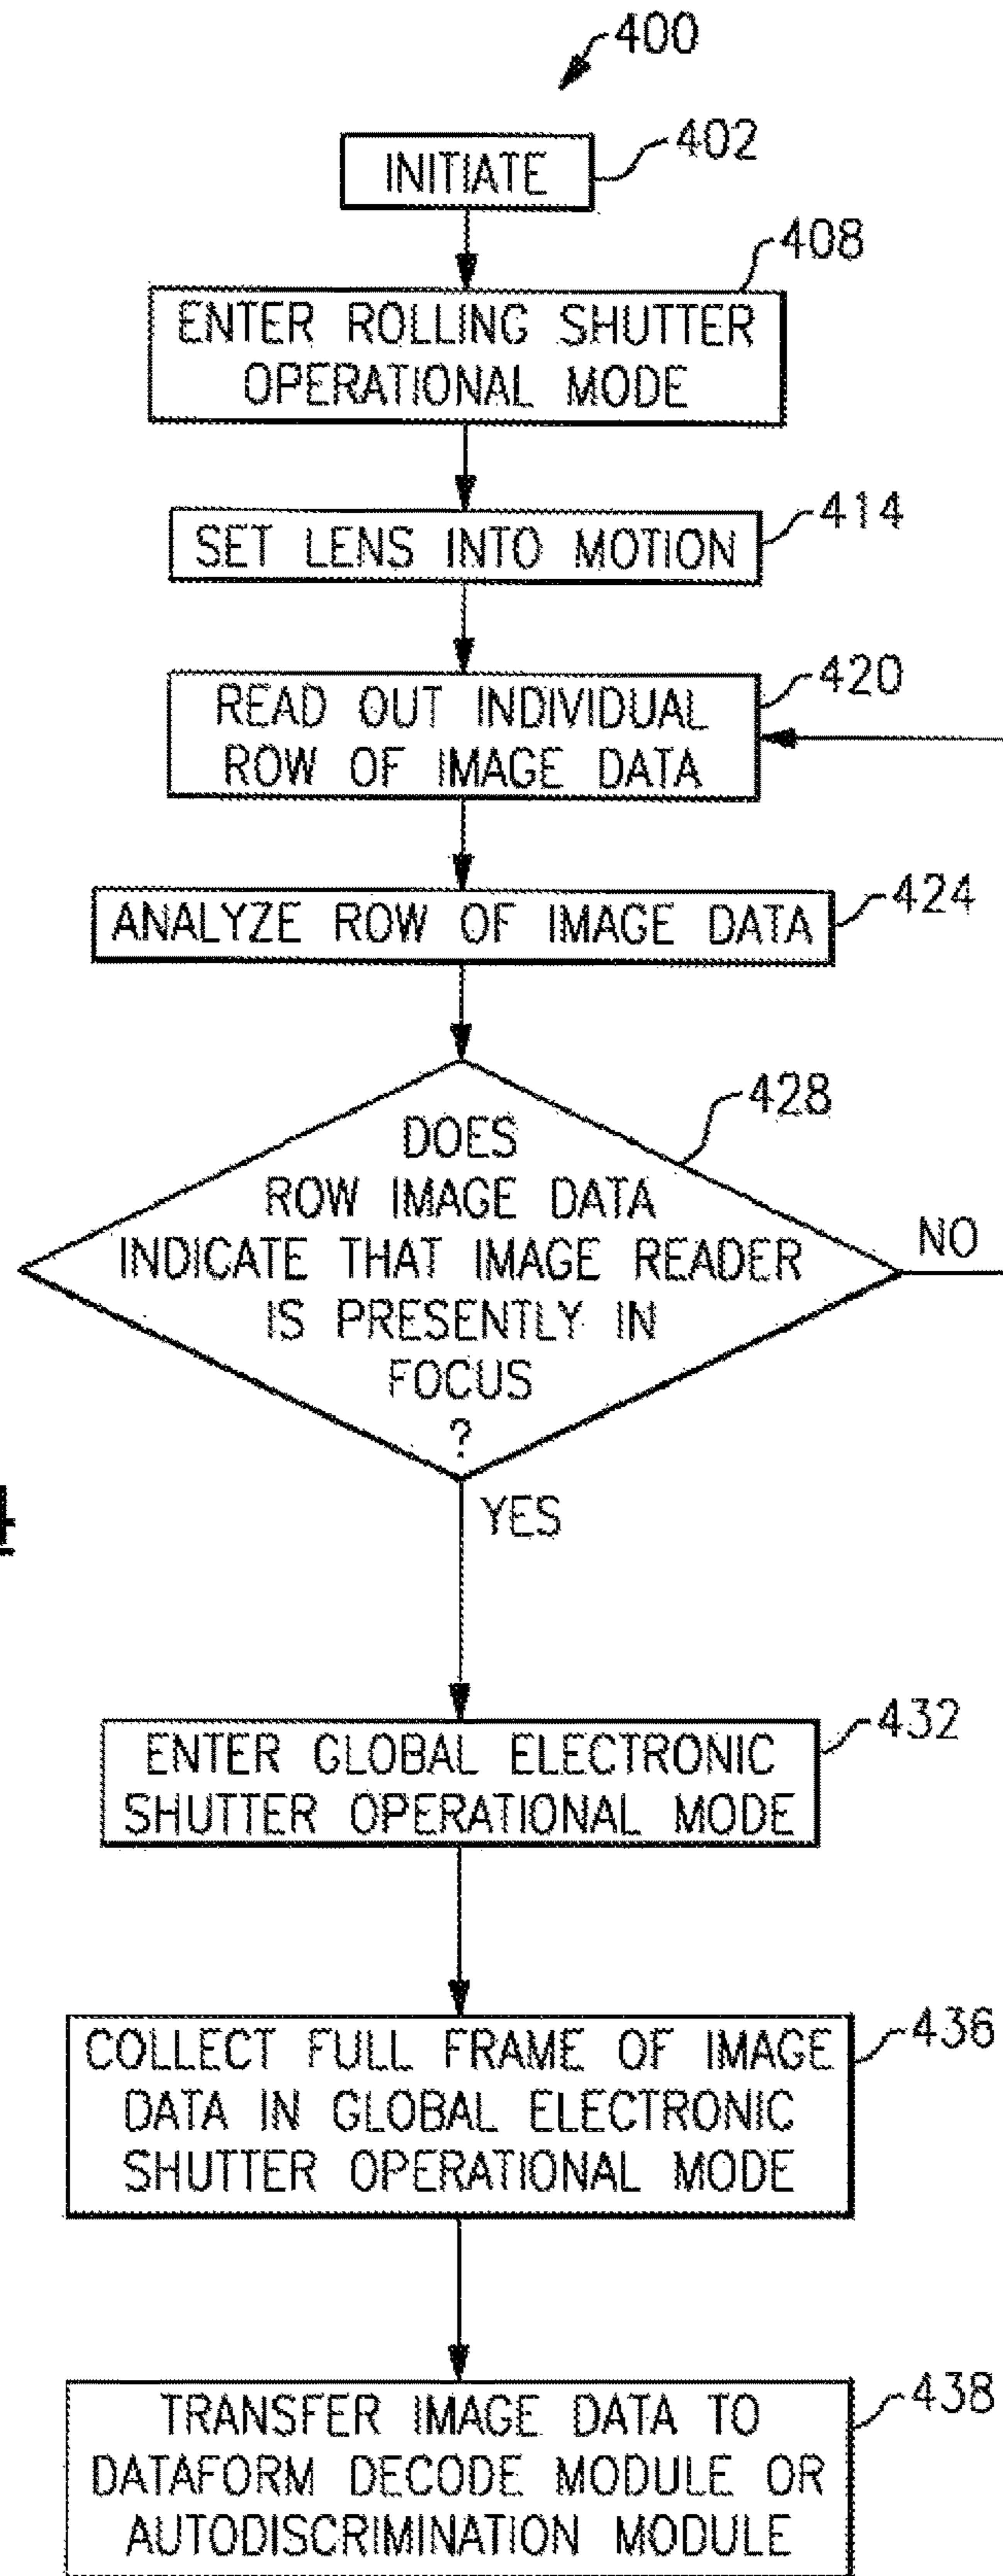 400
INITIATE
402
408
ENTER ROLLING SHUTTER
OPERATIONAL MODE
414
SET LENS INTO MOTION
420
READ OUT INDIVIDUAL
ROW OF IMAGE DATA
424
ANALYZE ROW OF IMAGE DATA
428
DOES
ROW IMAGE DATA
INDICATE THAT IMAGE READER
IS PRESENTLY IN
FOCUS
?
NO
YES
432
ENTER GLOBAL ELECTRONIC
SHUTTER OPERATIONAL MODE
436
COLLECT FULL FRAME OF IMAGE
DATA IN GLOBAL ELECTRONIC
SHUTTER OPERATIONAL MODE
438
TRANSFER IMAGE DATA TO
DATAFORM DECODE MODULE OR
AUTODISCRIMINATION MODULE